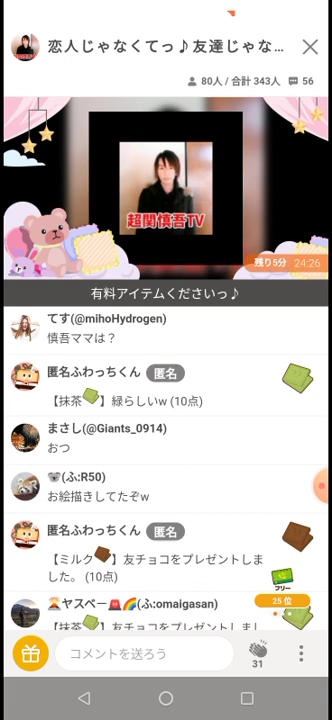 恋人じゃなくてっ♪友達じゃな…
80人 / 合計 343人 56
超関慎吾TV
残り5分 24:26
有料アイテムくださいっ♪
てす(@mihoHydrogen)
慎吾ママは？
匿名ふわっちくん 匿名
【抹茶】緑らしいw (10点)
まさし(@Giants_0914)
おつ
🐨(ふ:R50)
お絵描きしてたぞw
匿名ふわっちくん 匿名
【ミルク】友チョコをプレゼントしま
した。 (10点)
フリー
25 位
🌋ヤスベー🚨🌈(ふ:omaigasan)
【抹茶】友チョコをプレゼントしまし
コメントを送ろう
31